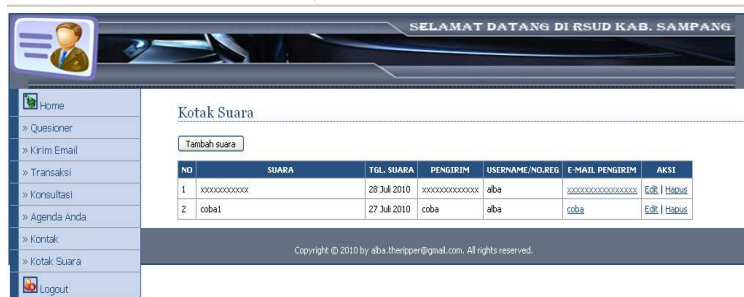 SELAMAT DATANG DI RSUD KAB. SAMPANG
Home
» Quesioner
» Kirim Email
» Transaksi
» Konsultasi
» Agenda Anda
» Kontak
» Kotak Suara
Logout
Kotak Suara
Tambah suara
NO SUARA TGL. SUARA PENGIRIM USERNAME/NO.REG E-MAIL PENGIRIM AKSI
1 xxxxxxxxxxx 28 Juli 2010 xxxxxxxxxxxxx alba xxxxxxxxxxxxxxxx Edit | Hapus
2 coba1 27 Juli 2010 coba alba coba Edit | Hapus
Copyright © 2010 by alba.theripper@gmail.com. All rights reserved.